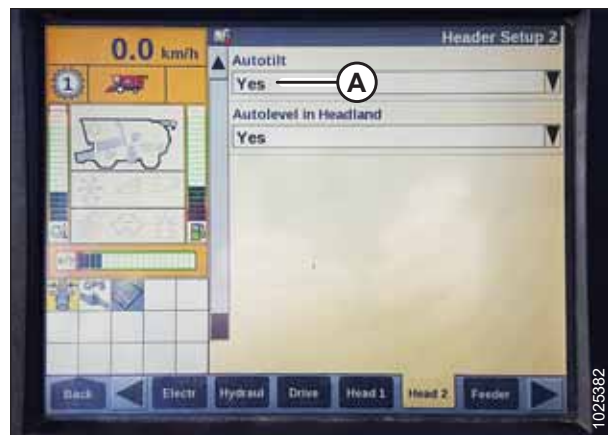 0.0 km/h
Header Setup 2
1
Autotilt
Yes
A
Autolevel in Headland
Yes
Back
Electr
Hydraul
Drive
Head 1
Head 2
Feeder
1025382